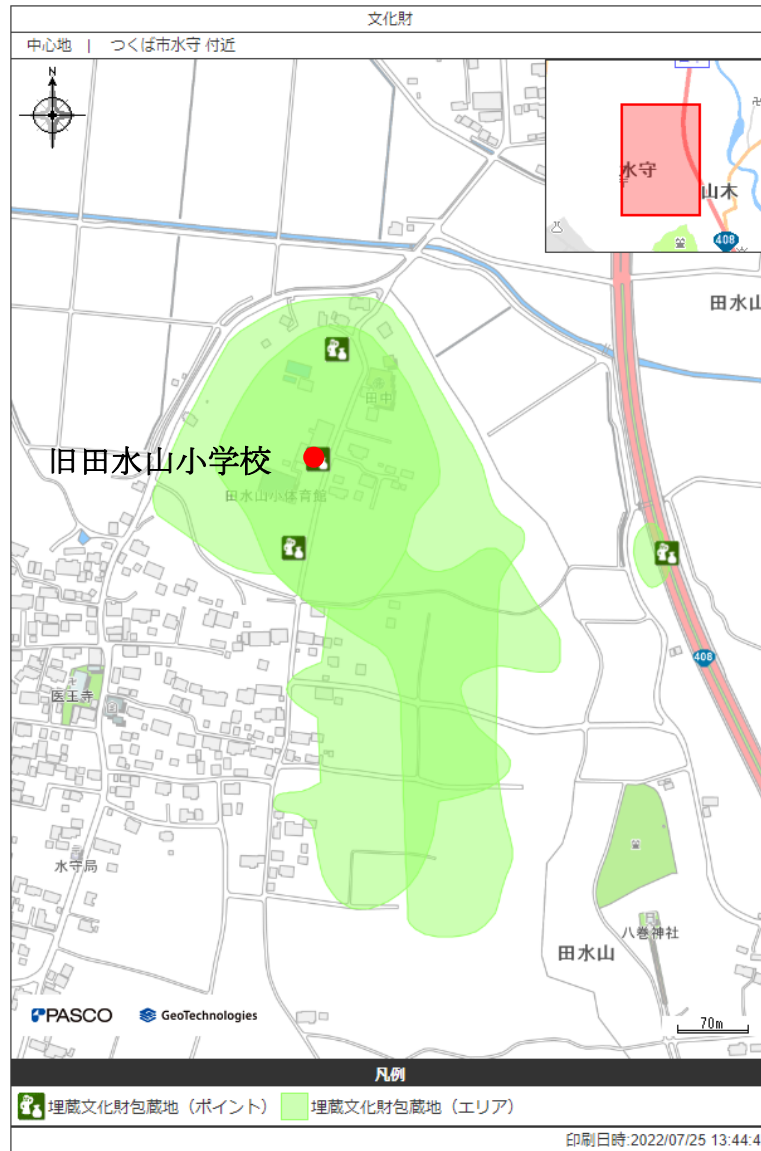 文化財
中心地 | つくば市水守 付近
N
水守
山木
408
田水山
田中
旧田水山小学校
田水山小体育館
408
医王寺
水守局
八巻神社
田水山
PASCO
GeoTechnologies
70m
凡例
埋蔵文化財包蔵地（ポイント）
埋蔵文化財包蔵地（エリア）
印刷日時:2022/07/25 13:44:4